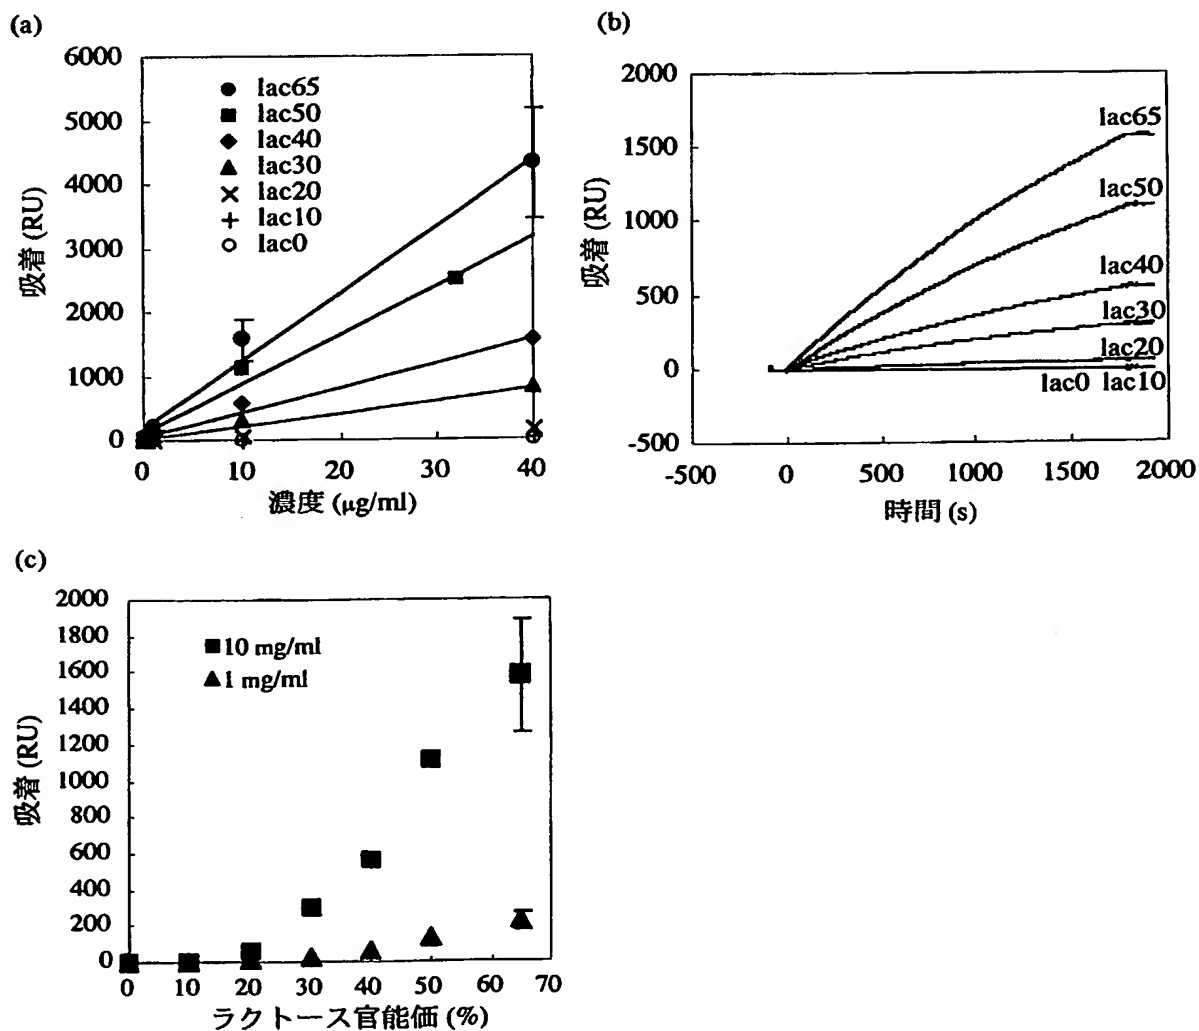 (a)
6000
5000
4000
3000
2000
1000
0
吸着 (RU)
lac65
lac50
lac40
lac30
lac20
lac10
lac0
0 10 20 30 40
濃度 (μg/ml)
(b)
2000
1500
1000
500
0
-500
吸着 (RU)
lac65
lac50
lac40
lac30
lac20
lac0 lac10
-500 0 500 1000 1500 2000
時間 (s)
(c)
2000
1800
1600
1400
1200
1000
800
600
400
200
0
吸着 (RU)
10 mg/ml
1 mg/ml
0 10 20 30 40 50 60 70
ラクトース官能価 (%)